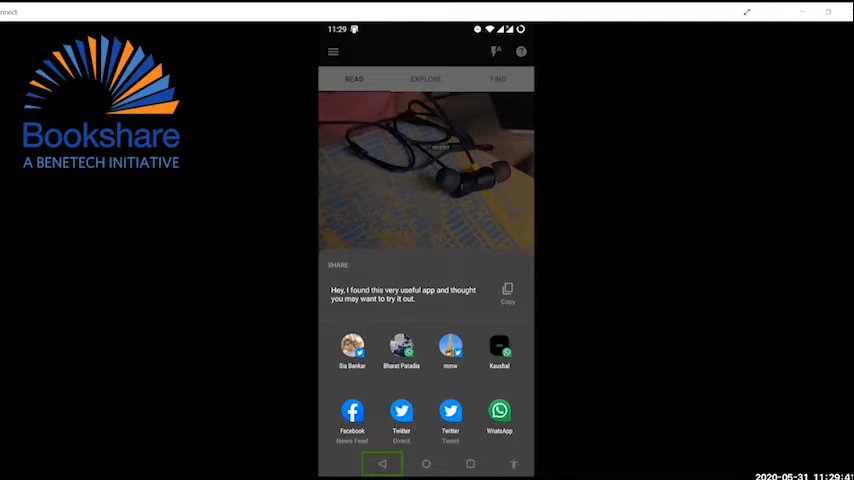 nnect
Bookshare
A BENETECH INITIATIVE
11:29
READ EXPLORE FIND
SHARE
Hey, I found this very useful app and thought
you may want to try it out.
Copy
Sia Bankar Bharat Patadia mmw Kaushal
Facebook Twitter Twitter WhatsApp
News Feed Direct Tweet
2020-05-31 11:29:41